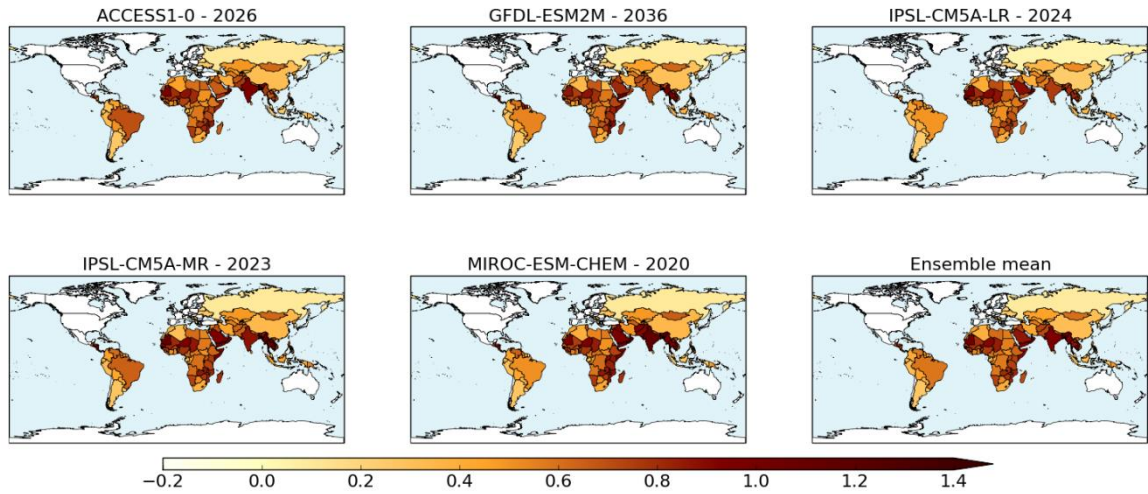 ACCESS1-0 - 2026
GFDL-ESM2M - 2036
IPSL-CM5A-LR - 2024
IPSL-CM5A-MR - 2023
MIROC-ESM-CHEM - 2020
Ensemble mean
−0.2 0.0 0.2 0.4 0.6 0.8 1.0 1.2 1.4